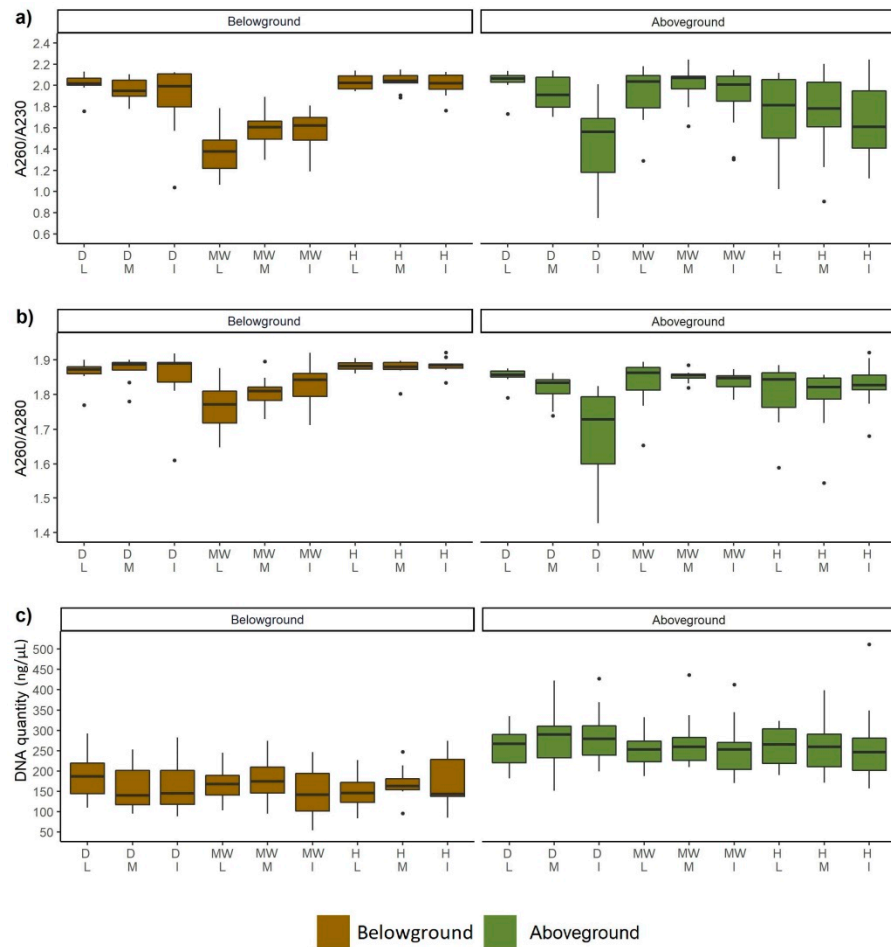 a)
Belowground Aboveground
A260/A230
2.4
2.2
2.0
1.8
1.6
1.4
1.2
1.0
0.8
0.6
D D D MW MW MW H H H D D D MW MW MW H H H
L M I L M I L M I L M I L M I L M I
b)
Belowground Aboveground
A260/A280
1.9
1.8
1.7
1.6
1.5
1.4
D D D MW MW MW H H H D D D MW MW MW H H H
L M I L M I L M I L M I L M I L M I
c)
Belowground Aboveground
DNA quantity (ng/µL)
500
450
400
350
300
250
200
150
100
50
D D D MW MW MW H H H D D D MW MW MW H H H
L M I L M I L M I L M I L M I L M I
Belowground Aboveground